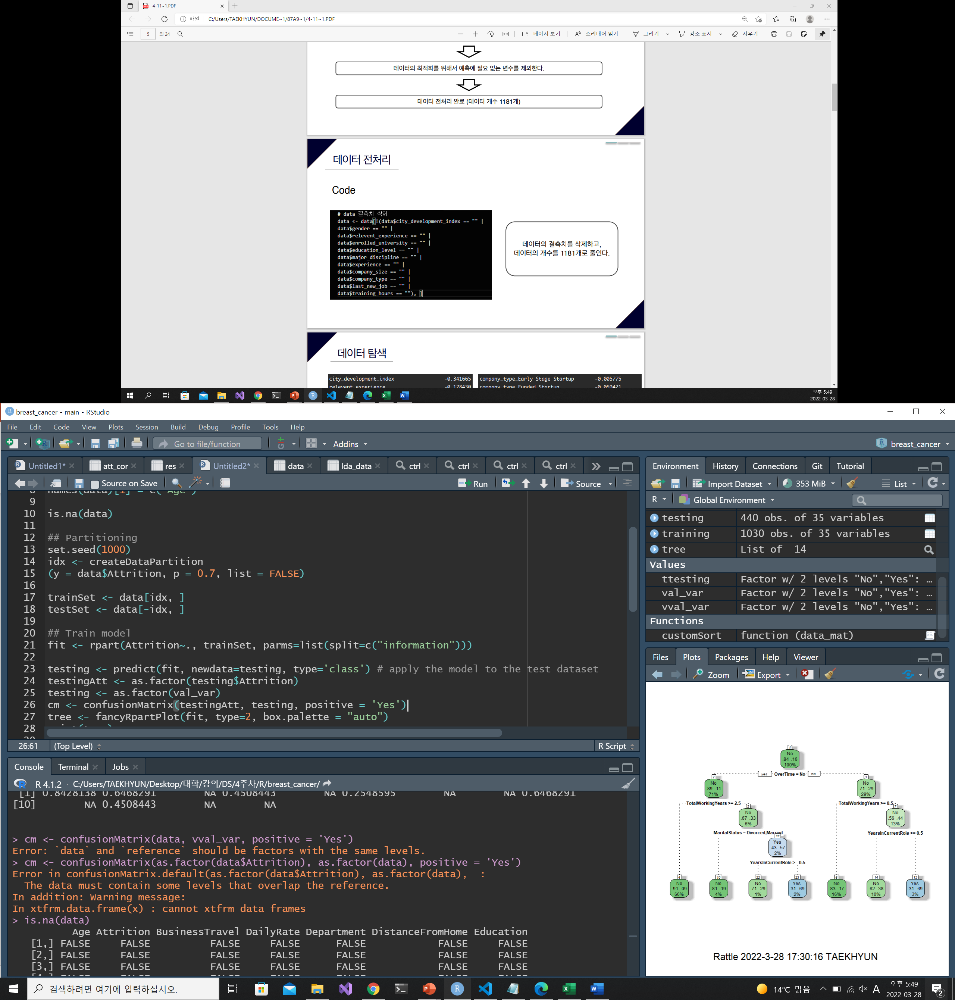 4-11~1.PDF
파일 C:/Users/TAEKHYUN/DOCUME~1/87A9~1/4-11~1.PDF
5 의 24 페이지 보기 소리내어 읽기 그리기 강조 표시 지우기
데이터의 최적화를 위해서 예측에 필요 없는 변수를 제외한다.
데이터 전처리 완료 (데이터 개수 1181개)
데이터 전처리
Code
# data 결측치 삭제
data <- data[!(data$city_development_index == "" |
data$gender == "" |
data$relevent_experience == "" |
data$enrolled_university == "" |
data$education_level == "" |
data$major_discipline == "" |
data$experience == "" |
data$company_size == "" |
data$company_type == "" |
data$last_new_job == "" |
data$training_hours == ""), ]
데이터의 결측치를 삭제하고,
데이터의 개수를 1181개로 줄인다.
데이터 탐색
city_development_index -0.341665
relevent_experience -0.128430
company_type_Early Stage Startup -0.005775
company_type_Funded Startup -0.059421
오후 5:49
2022-03-28
breast_cancer - main - RStudio
File Edit Code View Plots Session Build Debug Profile Tools Help
Go to file/function Addins breast_cancer
Untitled1* att_cor res Untitled2* data lda_data ctrl ctrl ctrl ctrl
Source on Save Run Source
8 names(data)[1] = c("Age")
9
10 is.na(data)
11
12 ## Partitioning
13 set.seed(1000)
14 idx <- createDataPartition
15 (y = data$Attrition, p = 0.7, list = FALSE)
16
17 trainSet <- data[idx, ]
18 testSet <- data[-idx, ]
19
20 ## Train model
21 fit <- rpart(Attrition~., trainSet, parms=list(split=c("information")))
22
23 testing <- predict(fit, newdata=testing, type='class') # apply the model to the test dataset
24 testingAtt <- as.factor(testing$Attrition)
25 testing <- as.factor(val_var)
26 cm <- confusionMatrix(testingAtt, testing, positive = 'Yes')
27 tree <- fancyRpartPlot(fit, type=2, box.palette = "auto")
28
26:61 (Top Level) R Script
Console Terminal Jobs
R 4.1.2 · C:/Users/TAEKHYUN/Desktop/대학/강의/DS/4주차/R/breast_cancer/
[1] 0.8428138 0.6468291 NA 0.4508443 NA 0.2548595 NA NA 0.6468291
[10] NA 0.4508443 NA NA
> cm <- confusionMatrix(data, vval_var, positive = 'Yes')
Error: `data` and `reference` should be factors with the same levels.
> cm <- confusionMatrix(as.factor(data$Attrition), as.factor(data), positive = 'Yes')
Error in confusionMatrix.default(as.factor(data$Attrition), as.factor(data), :
The data must contain some levels that overlap the reference.
In addition: Warning message:
In xtfrm.data.frame(x) : cannot xtfrm data frames
> is.na(data)
Age Attrition BusinessTravel DailyRate Department DistanceFromHome Education
[1,] FALSE FALSE FALSE FALSE FALSE FALSE FALSE
[2,] FALSE FALSE FALSE FALSE FALSE FALSE FALSE
[3,] FALSE FALSE FALSE FALSE FALSE FALSE FALSE
Environment History Connections Git Tutorial
Import Dataset 353 MiB List
R Global Environment
testing 440 obs. of 35 variables
training 1030 obs. of 35 variables
tree List of 14
Values
ttesting Factor w/ 2 levels "No","Yes": …
val_var Factor w/ 2 levels "No","Yes": …
vval_var Factor w/ 2 levels "No","Yes": …
Functions
customSort function (data_mat)
Files Plots Packages Help Viewer
Zoom Export
1
No
.84 .16
100%
yes OverTime = No no
2
No
.89 .11
71%
3
No
.71 .29
29%
TotalWorkingYears >= 2.5
TotalWorkingYears >= 8.5
5
No
.67 .33
6%
7
No
.56 .44
13%
MaritalStatus = Divorced,Married
YearsInCurrentRole >= 0.5
11
Yes
.43 .57
2%
YearsInCurrentRole >= 0.5
4
No
.91 .09
66%
10
No
.81 .19
4%
22
No
.71 .29
1%
23
Yes
.31 .69
2%
6
No
.83 .17
16%
14
No
.62 .38
10%
15
Yes
.31 .69
3%
Rattle 2022-3-28 17:30:16 TAEKHYUN
검색하려면 여기에 입력하십시오.
14°C 맑음 A 오후 5:49
2022-03-28
2